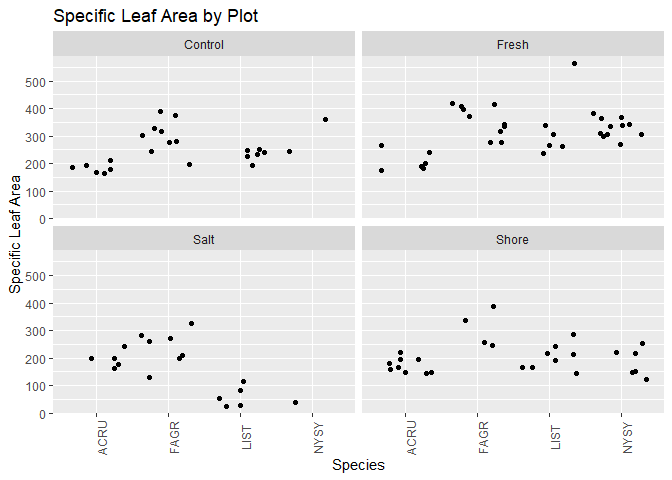 Specific Leaf Area by Plot
Control
Fresh
500
400
300
200
100
0
Salt
Shore
500
400
300
200
100
0
Specific Leaf Area
ACRU
FAGR
LIST
NYSY
ACRU
FAGR
LIST
NYSY
Species